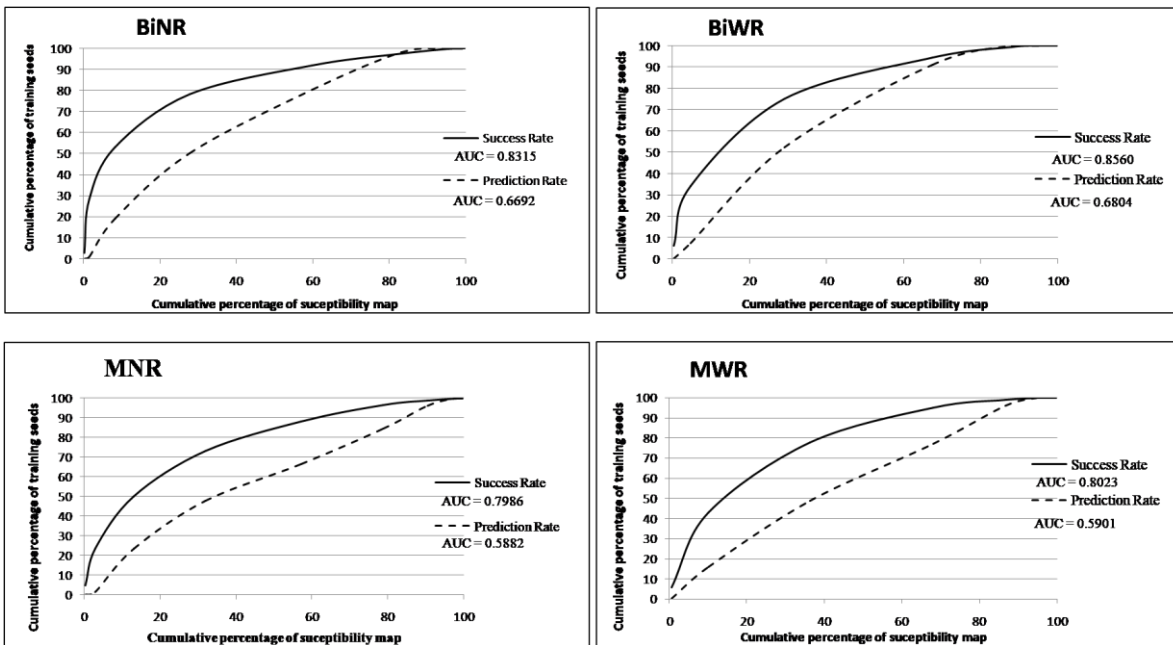 BiNR
100
90
80
70
60
50
40
30
20
10
0
Cumulative percentage of training seeds
Success Rate
AUC = 0.8315
Prediction Rate
AUC = 0.6692
0 20 40 60 80 100
Cumulative percentage of suceptibility map
BiWR
100
90
80
70
60
50
40
30
20
10
0
Cumulative percentage of training seeds
Success Rate
AUC = 0.8560
Prediction Rate
AUC = 0.6804
0 20 40 60 80 100
Cumulative percentage of suceptibility map
MNR
100
90
80
70
60
50
40
30
20
10
0
Cumulative percentage of training seeds
Success Rate
AUC = 0.7986
Prediction Rate
AUC = 0.5882
0 20 40 60 80 100
Cumulative percentage of suceptibility map
MWR
100
90
80
70
60
50
40
30
20
10
0
Cumulative percentage of training seeds
Success Rate
AUC = 0.8023
Prediction Rate
AUC = 0.5901
0 20 40 60 80 100
Cumulative percentage of suceptibility map